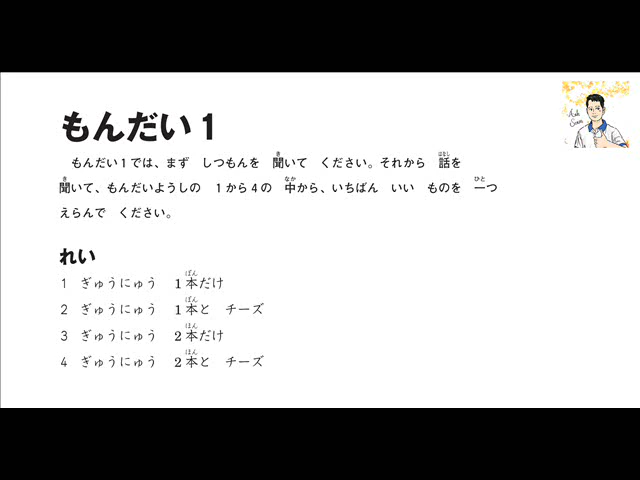 もんだい1
もんだい1では、まず しつもんを 聞いて ください。それから 話を
聞いて、もんだいようしの 1から4の 中から、いちばん いい ものを 一つ
えらんで ください。
れい
1 ぎゅうにゅう 1本だけ
2 ぎゅうにゅう 1本と チーズ
3 ぎゅうにゅう 2本だけ
4 ぎゅうにゅう 2本と チーズ